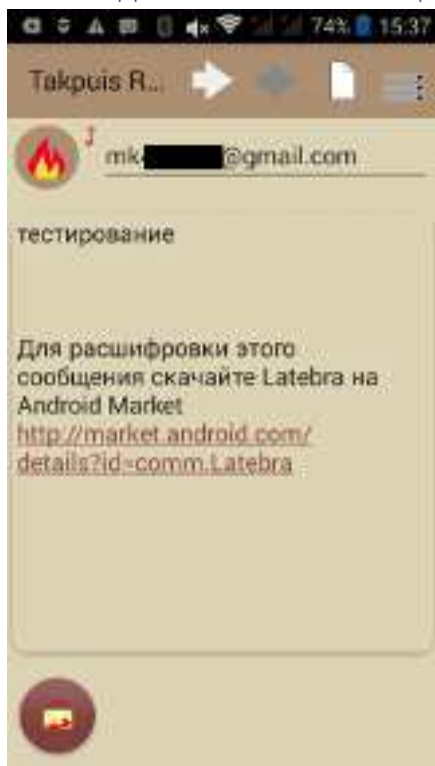 74% 15:37
Takpuis R...
mk @gmail.com
тестирование
Для расшифровки этого
сообщения скачайте Latebra на
Android Market
http://market.android.com/
details?id=comm.Latebra